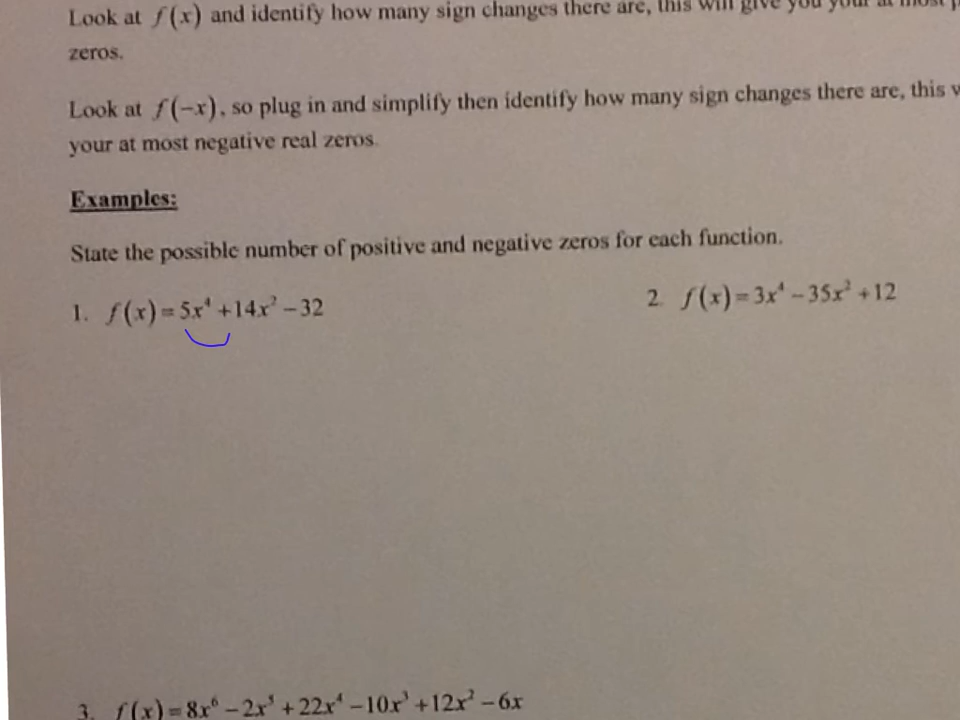 Look at f(x) and identify how many sign changes there are, this will give you your at most
zeros.
Look at f(−x), so plug in and simplify then identify how many sign changes there are, this
your at most negative real zeros.
Examples:
State the possible number of positive and negative zeros for each function.
1. f(x) = 5x⁴ + 14x² − 32
2. f(x) = 3x⁴ − 35x² + 12
3. f(x) = 8x⁶ − 2x⁵ + 22x⁴ − 10x³ + 12x² − 6x